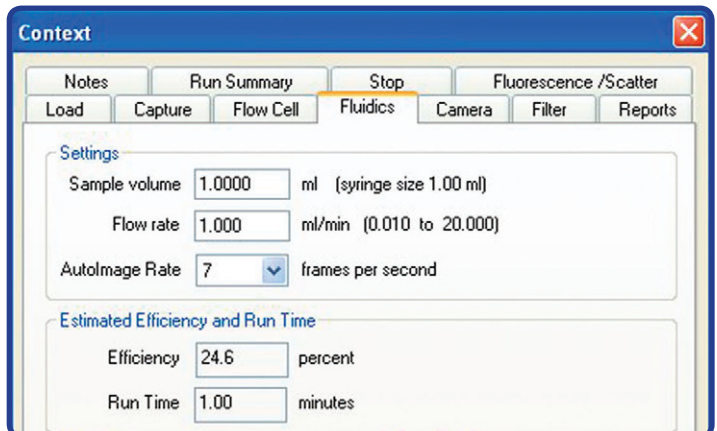 Context
Notes Run Summary Stop Fluorescence /Scatter
Load Capture Flow Cell Fluidics Camera Filter Reports
Settings
Sample volume 1.0000 ml (syringe size 1.00 ml)
Flow rate 1.000 ml/min (0.010 to 20.000)
AutoImage Rate 7 frames per second
Estimated Efficiency and Run Time
Efficiency 24.6 percent
Run Time 1.00 minutes